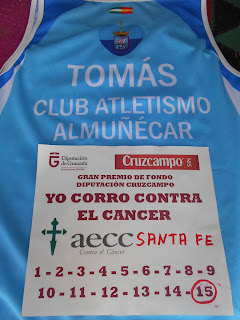 TOMÁS
CLUB ATLETISMO
ALMUÑÉCAR
Diputación
de Granada
Cruzcampo
GRAN PREMIO DE FONDO
DIPUTACIÓN CRUZCAMPO
YO CORRO CONTRA
EL CANCER
aecc SANTA FE
Contra el Cáncer
1 - 2 - 3 - 4 - 5 - 6 - 7 - 8 - 9
10 - 11 - 12 - 13 - 14 - 15